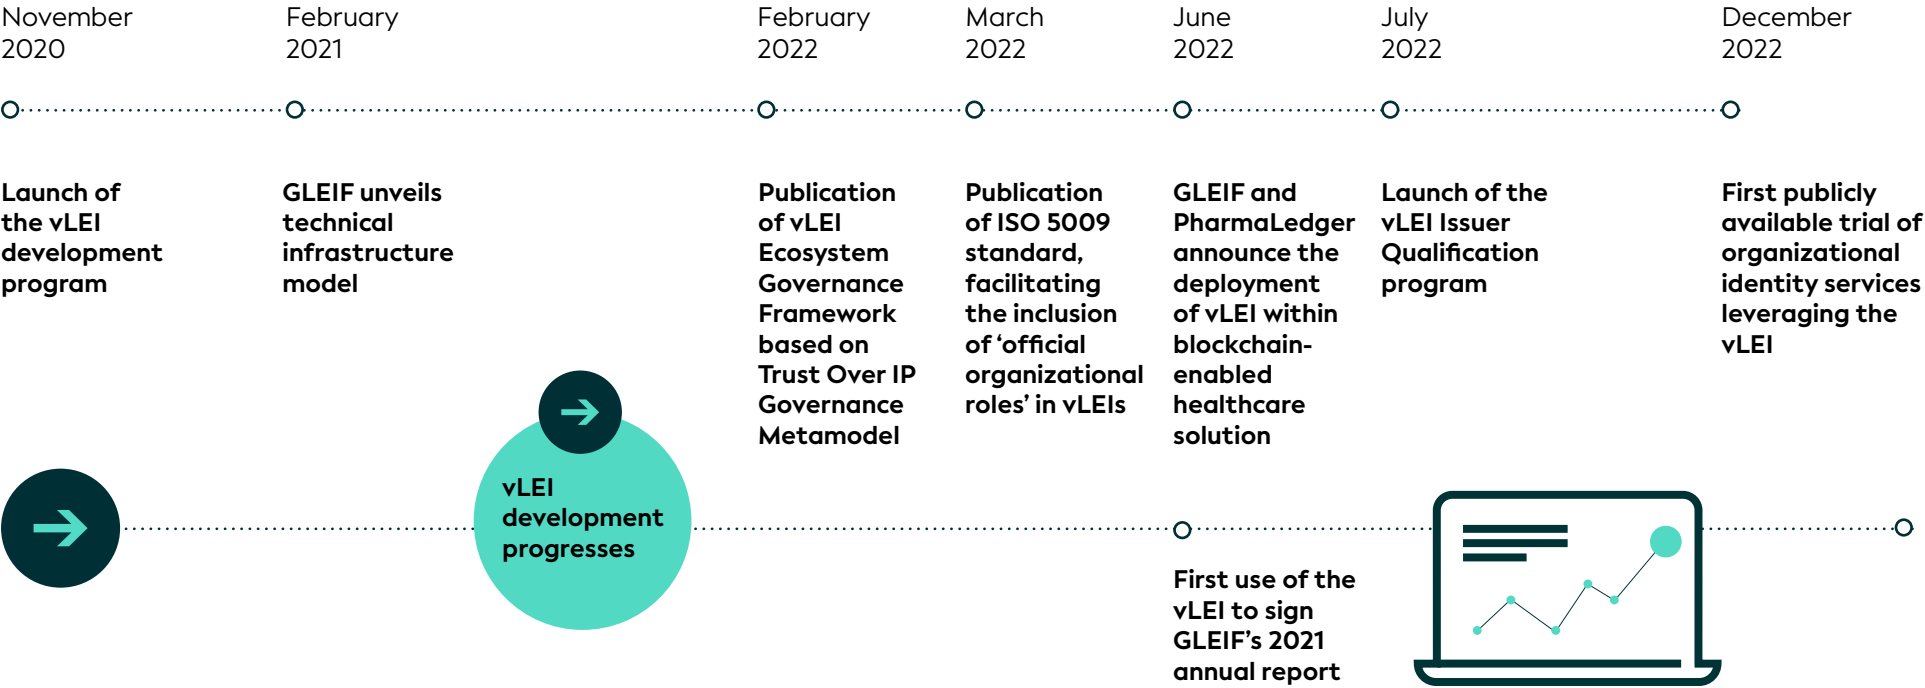 November
2020
February
2021
February
2022
March
2022
June
2022
July
2022
December
2022
Launch of
the vLEI
development
program
GLEIF unveils
technical
infrastructure
model
Publication
of vLEI
Ecosystem
Governance
Framework
based on
Trust Over IP
Governance
Metamodel
Publication
of ISO 5009
standard,
facilitating
the inclusion
of ‘official
organizational
roles’ in vLEIs
GLEIF and
PharmaLedger
announce the
deployment
of vLEI within
blockchain-
enabled
healthcare
solution
Launch of the
vLEI Issuer
Qualification
program
First publicly
available trial of
organizational
identity services
leveraging the
vLEI
vLEI
development
progresses
First use of the
vLEI to sign
GLEIF’s 2021
annual report